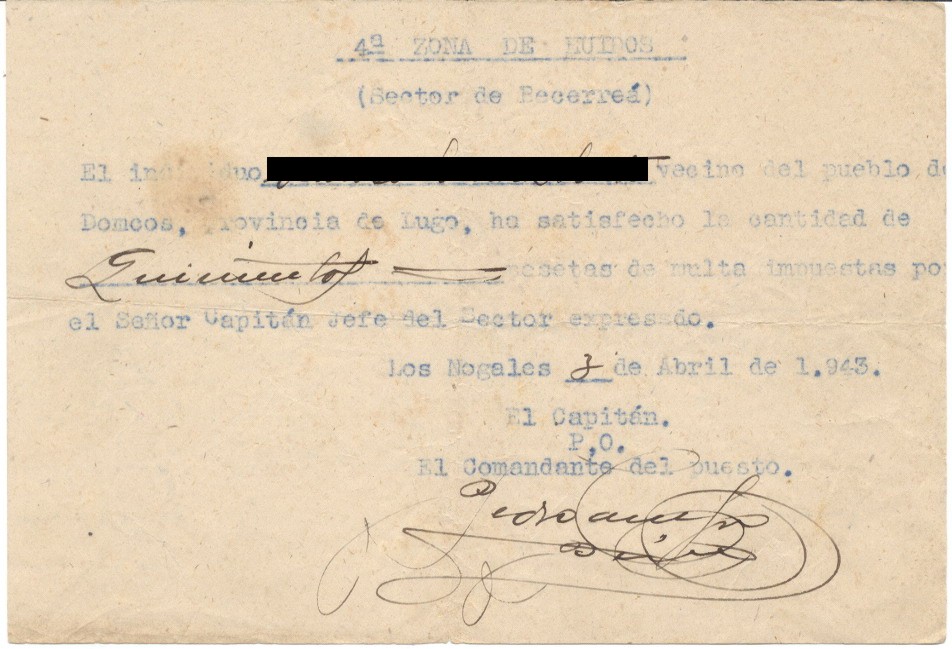 4ª ZONA DE HUIDOS
(Sector de Becerreá)
El individuo vecino del pueblo de
Domcos, Provincia de Lugo, ha satisfecho la cantidad de
Quinientas pesetas de multa impuestas por
el Señor Capitán Jefe del Sector expresado.
Los Nogales 3 de Abril de 1.943.
El Capitán.
P,O.
El Comandante del puesto.
Pedro